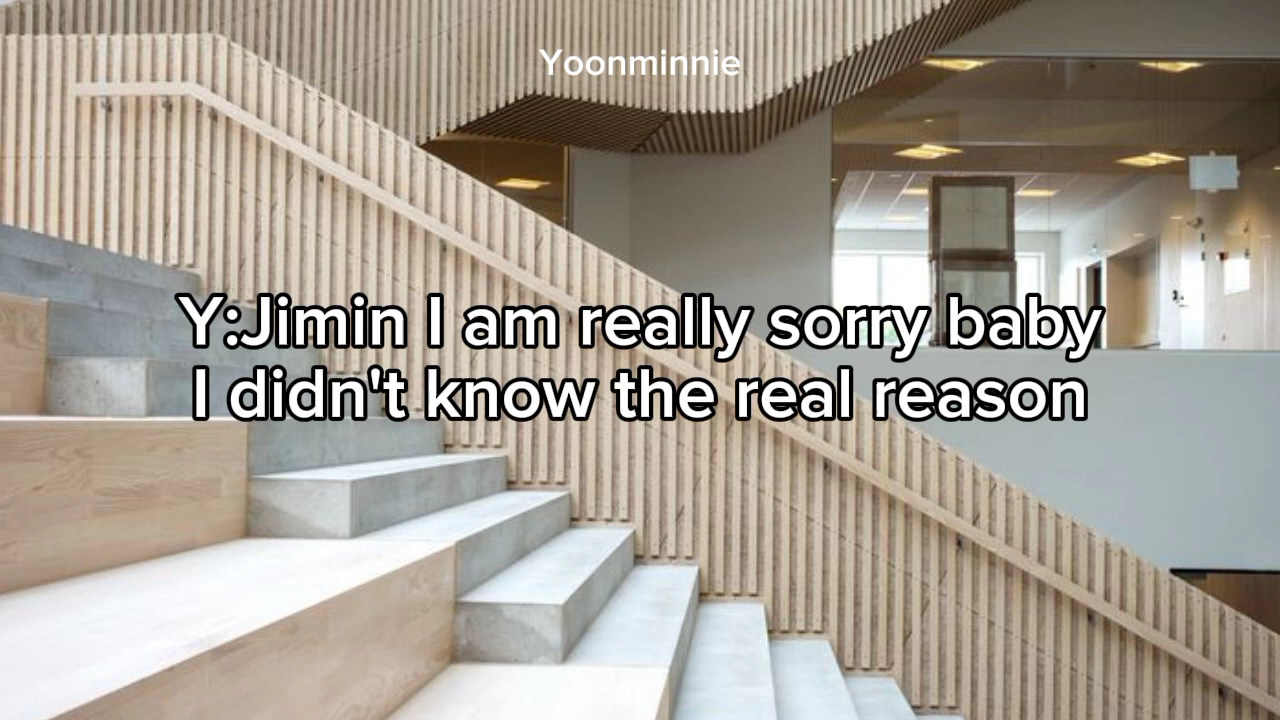 Yoonminnie
Y:Jimin I am really sorry baby
I didn't know the real reason